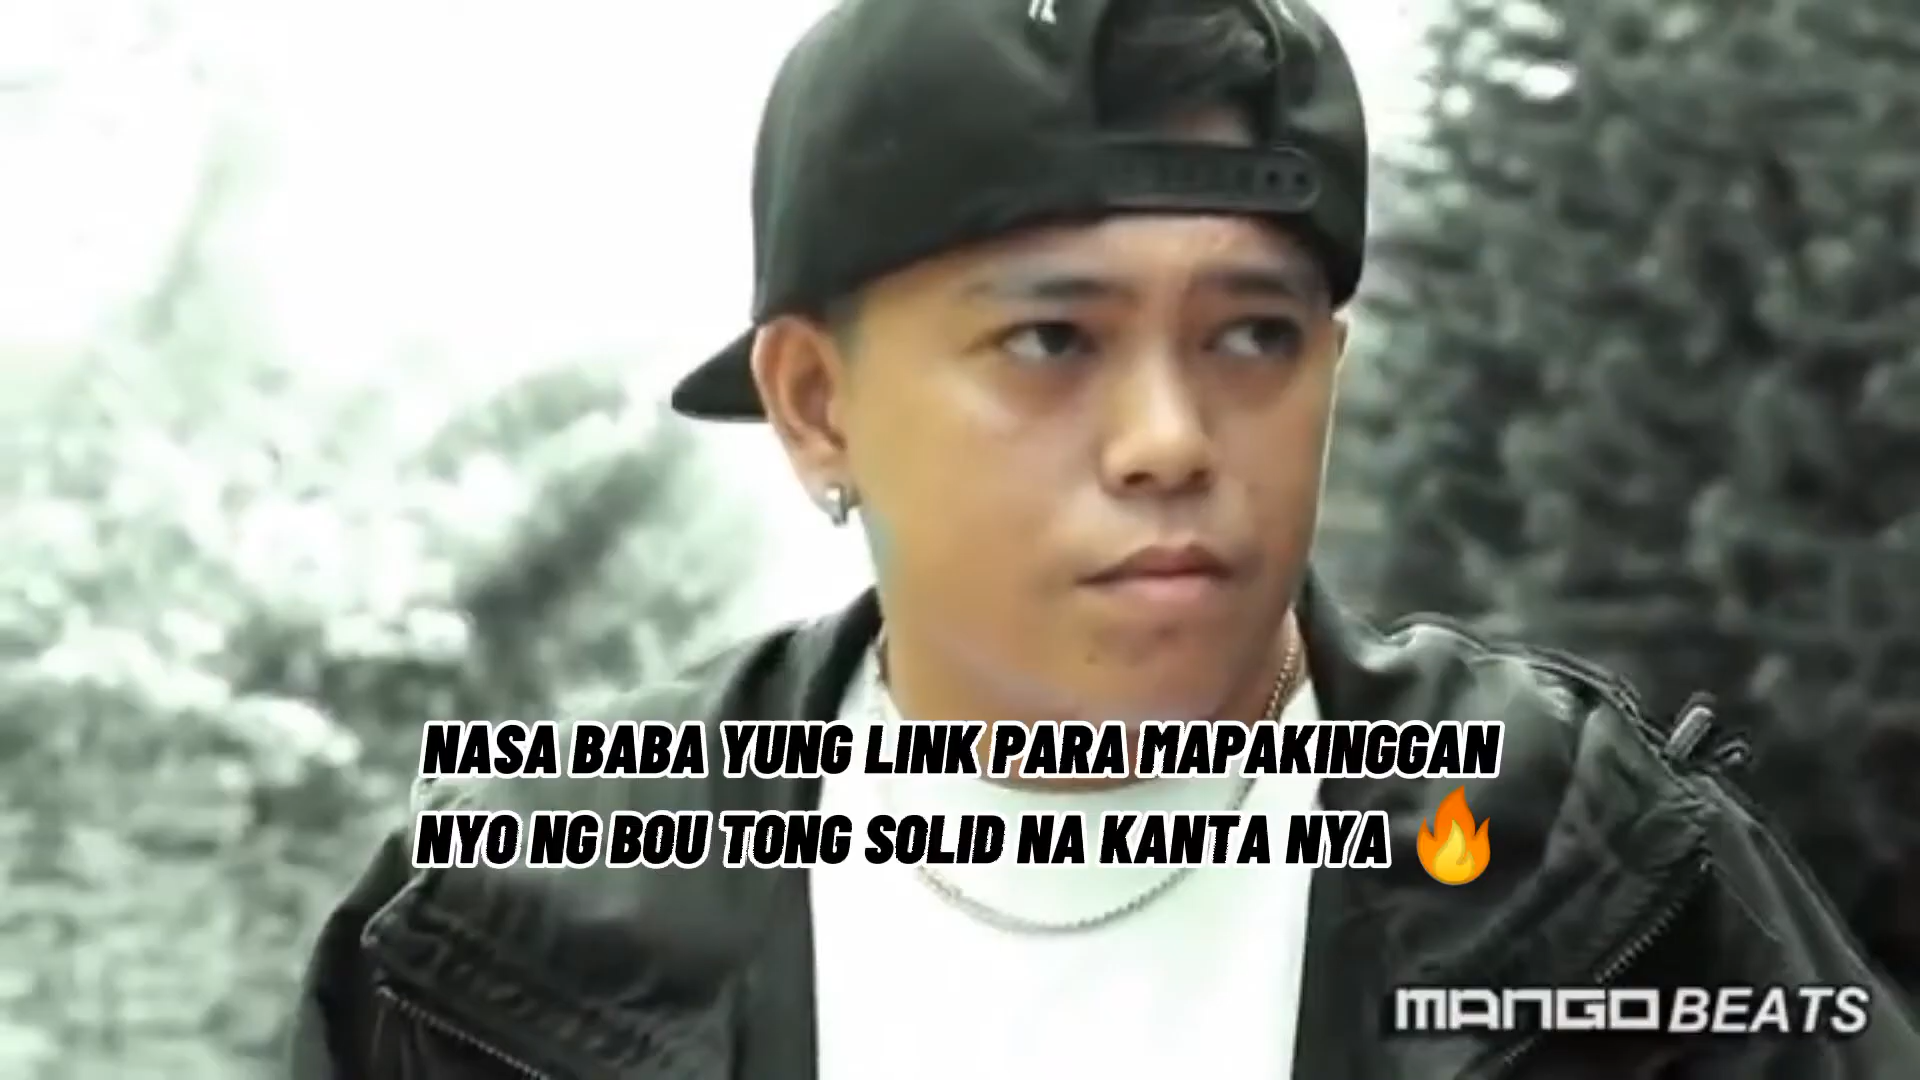 NASA BABA YUNG LINK PARA MAPAKINGGAN
NYO NG BOU TONG SOLID NA KANTA NYA 🔥
MANGO BEATS